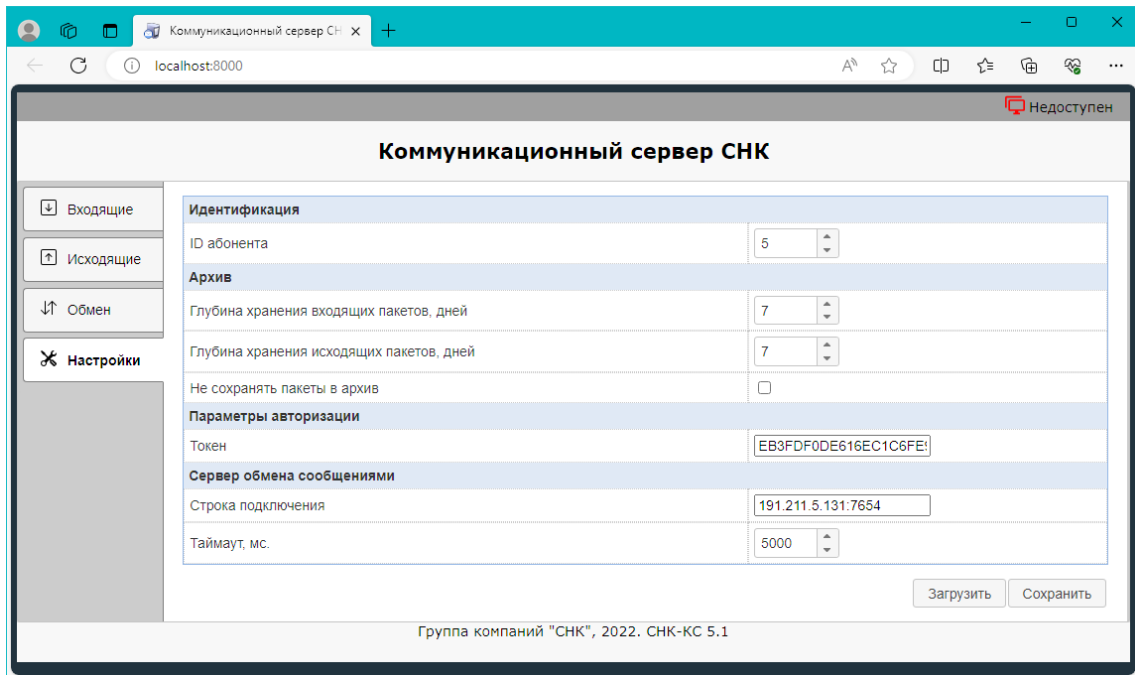 Коммуникационный сервер СН
localhost:8000
Недоступен
Коммуникационный сервер СНК
Входящие
Исходящие
Обмен
Настройки
Идентификация
ID абонента 5
Архив
Глубина хранения входящих пакетов, дней 7
Глубина хранения исходящих пакетов, дней 7
Не сохранять пакеты в архив
Параметры авторизации
Токен EB3FDF0DE616EC1C6FE
Сервер обмена сообщениями
Строка подключения 191.211.5.131:7654
Таймаут, мс. 5000
Загрузить Сохранить
Группа компаний "СНК", 2022. СНК-КС 5.1